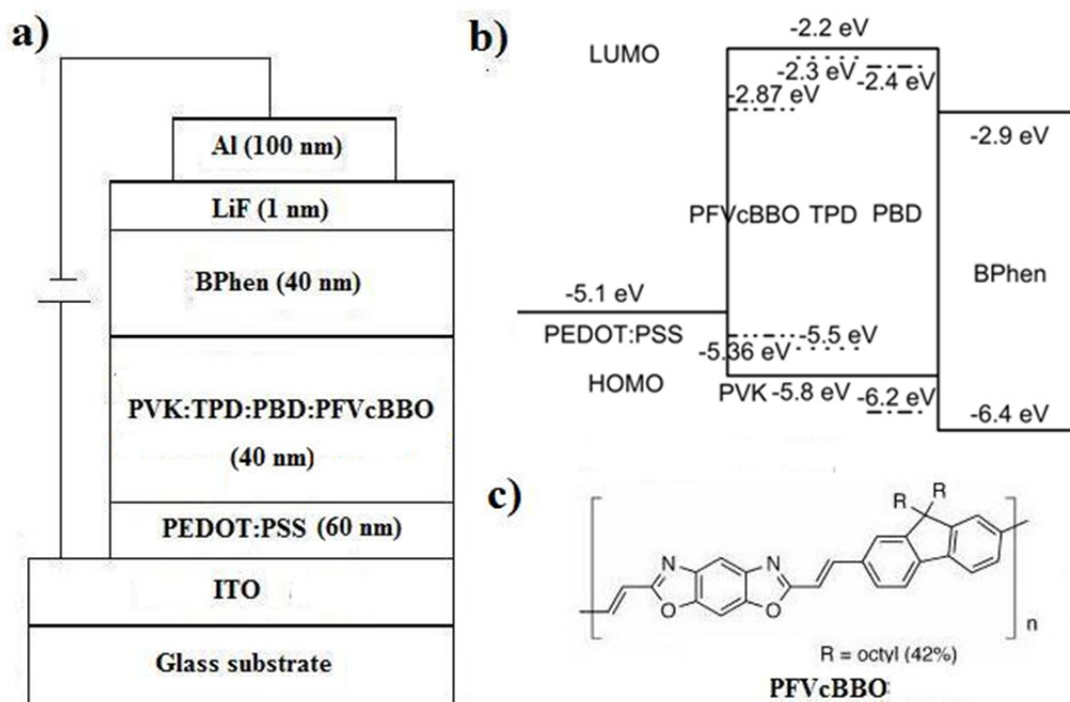 a)
Al (100 nm)
LiF (1 nm)
BPhen (40 nm)
PVK:TPD:PBD:PFVcBBO
(40 nm)
PEDOT:PSS (60 nm)
ITO
Glass substrate
b)
LUMO
-2.2 eV
-2.3 eV
-2.4 eV
-2.87 eV
-2.9 eV
PFVcBBO TPD PBD
BPhen
-5.1 eV
PEDOT:PSS
-5.36 eV
-5.5 eV
HOMO
PVK -5.8 eV
-6.2 eV
-6.4 eV
c)
R R
N N
O O
n
R = octyl (42%)
PFVcBBO